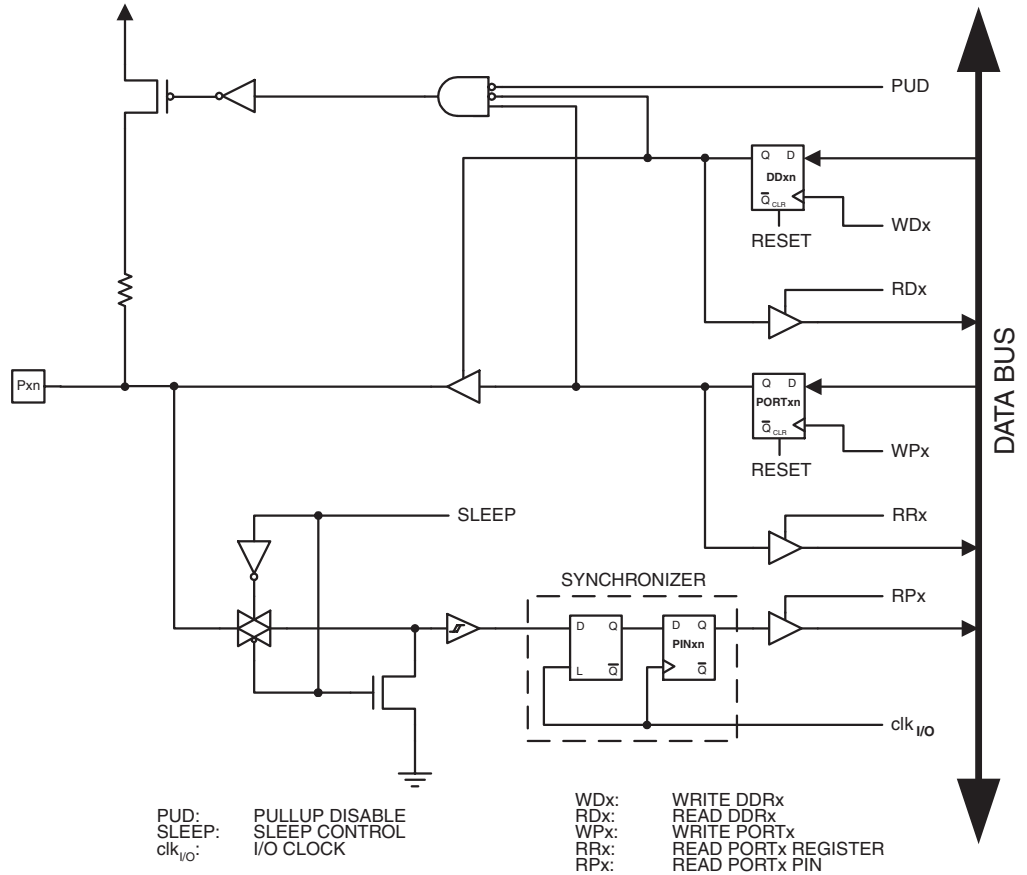 PUD
Q D
DDxn
Q CLR
WDx
RESET
RDx
DATA BUS
Pxn
Q D
PORTxn
Q CLR
WPx
RESET
RRx
SLEEP
SYNCHRONIZER
RPx
D Q
L Q
D Q
PINxn
Q
clk I/O
PUD: PULLUP DISABLE
SLEEP: SLEEP CONTROL
clkI/O: I/O CLOCK
WDx: WRITE DDRx
RDx: READ DDRx
WPx: WRITE PORTx
RRx: READ PORTx REGISTER
RPx: READ PORTx PIN